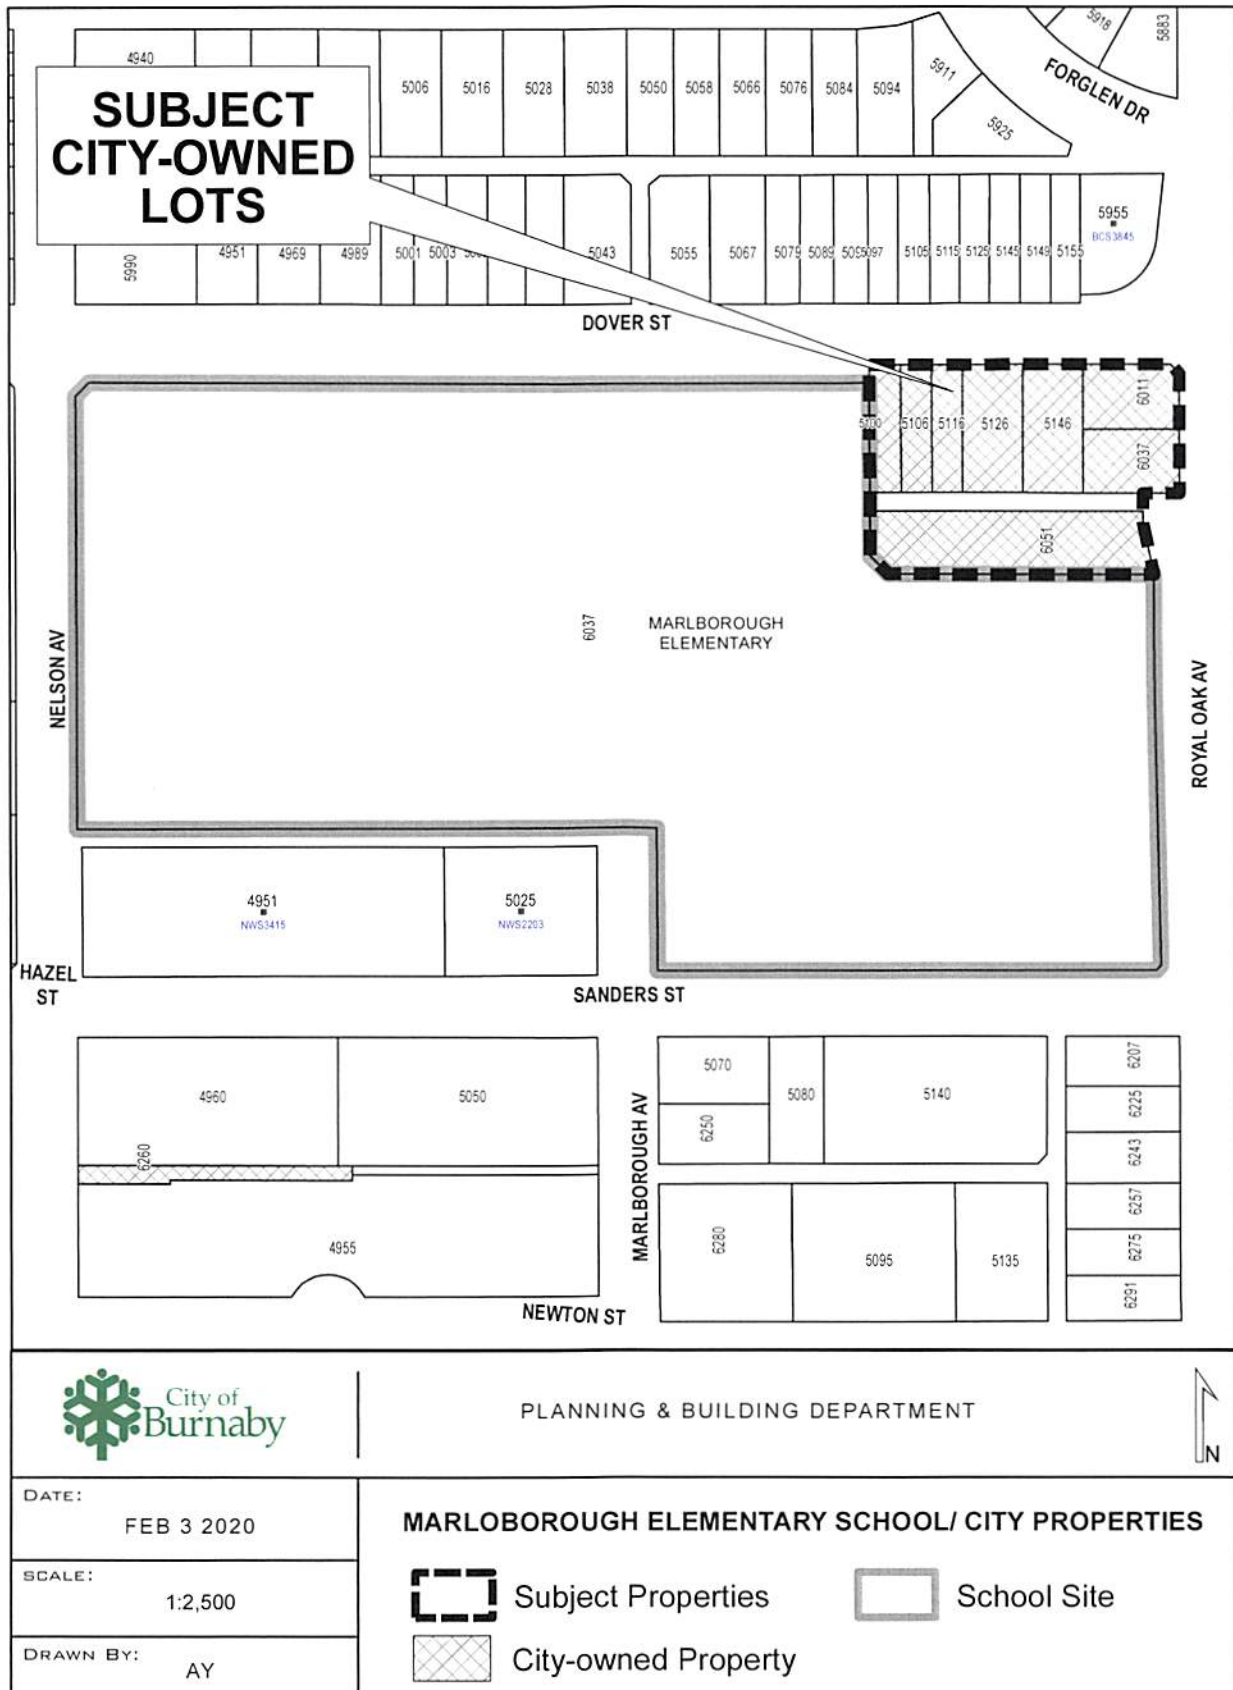 5918
5883
FORGLEN DR
4940
5006
5016
5028
5038
5050
5058
5066
5076
5084
5094
5911
5925
SUBJECT
CITY-OWNED
LOTS
5990
4951
4969
4989
5001
5003
5043
5055
5067
5079
5089
5095
5097
5105
5115
5125
5145
5149
5155
5955
BCS3845
DOVER ST
5100
5106
5116
5126
5146
6011
6037
6051
NELSON AV
6037
MARLBOROUGH
ELEMENTARY
ROYAL OAK AV
4951
NWS3415
5025
NWS2203
HAZEL
ST
SANDERS ST
4960
5050
6260
4955
MARLBOROUGH AV
5070
6250
5080
5140
6280
5095
5135
6207
6225
6243
6257
6275
6291
NEWTON ST
City of
Burnaby
PLANNING & BUILDING DEPARTMENT
N
DATE:
FEB 3 2020
SCALE:
1:2,500
DRAWN BY:
AY
MARLOBOROUGH ELEMENTARY SCHOOL/ CITY PROPERTIES
Subject Properties
School Site
City-owned Property